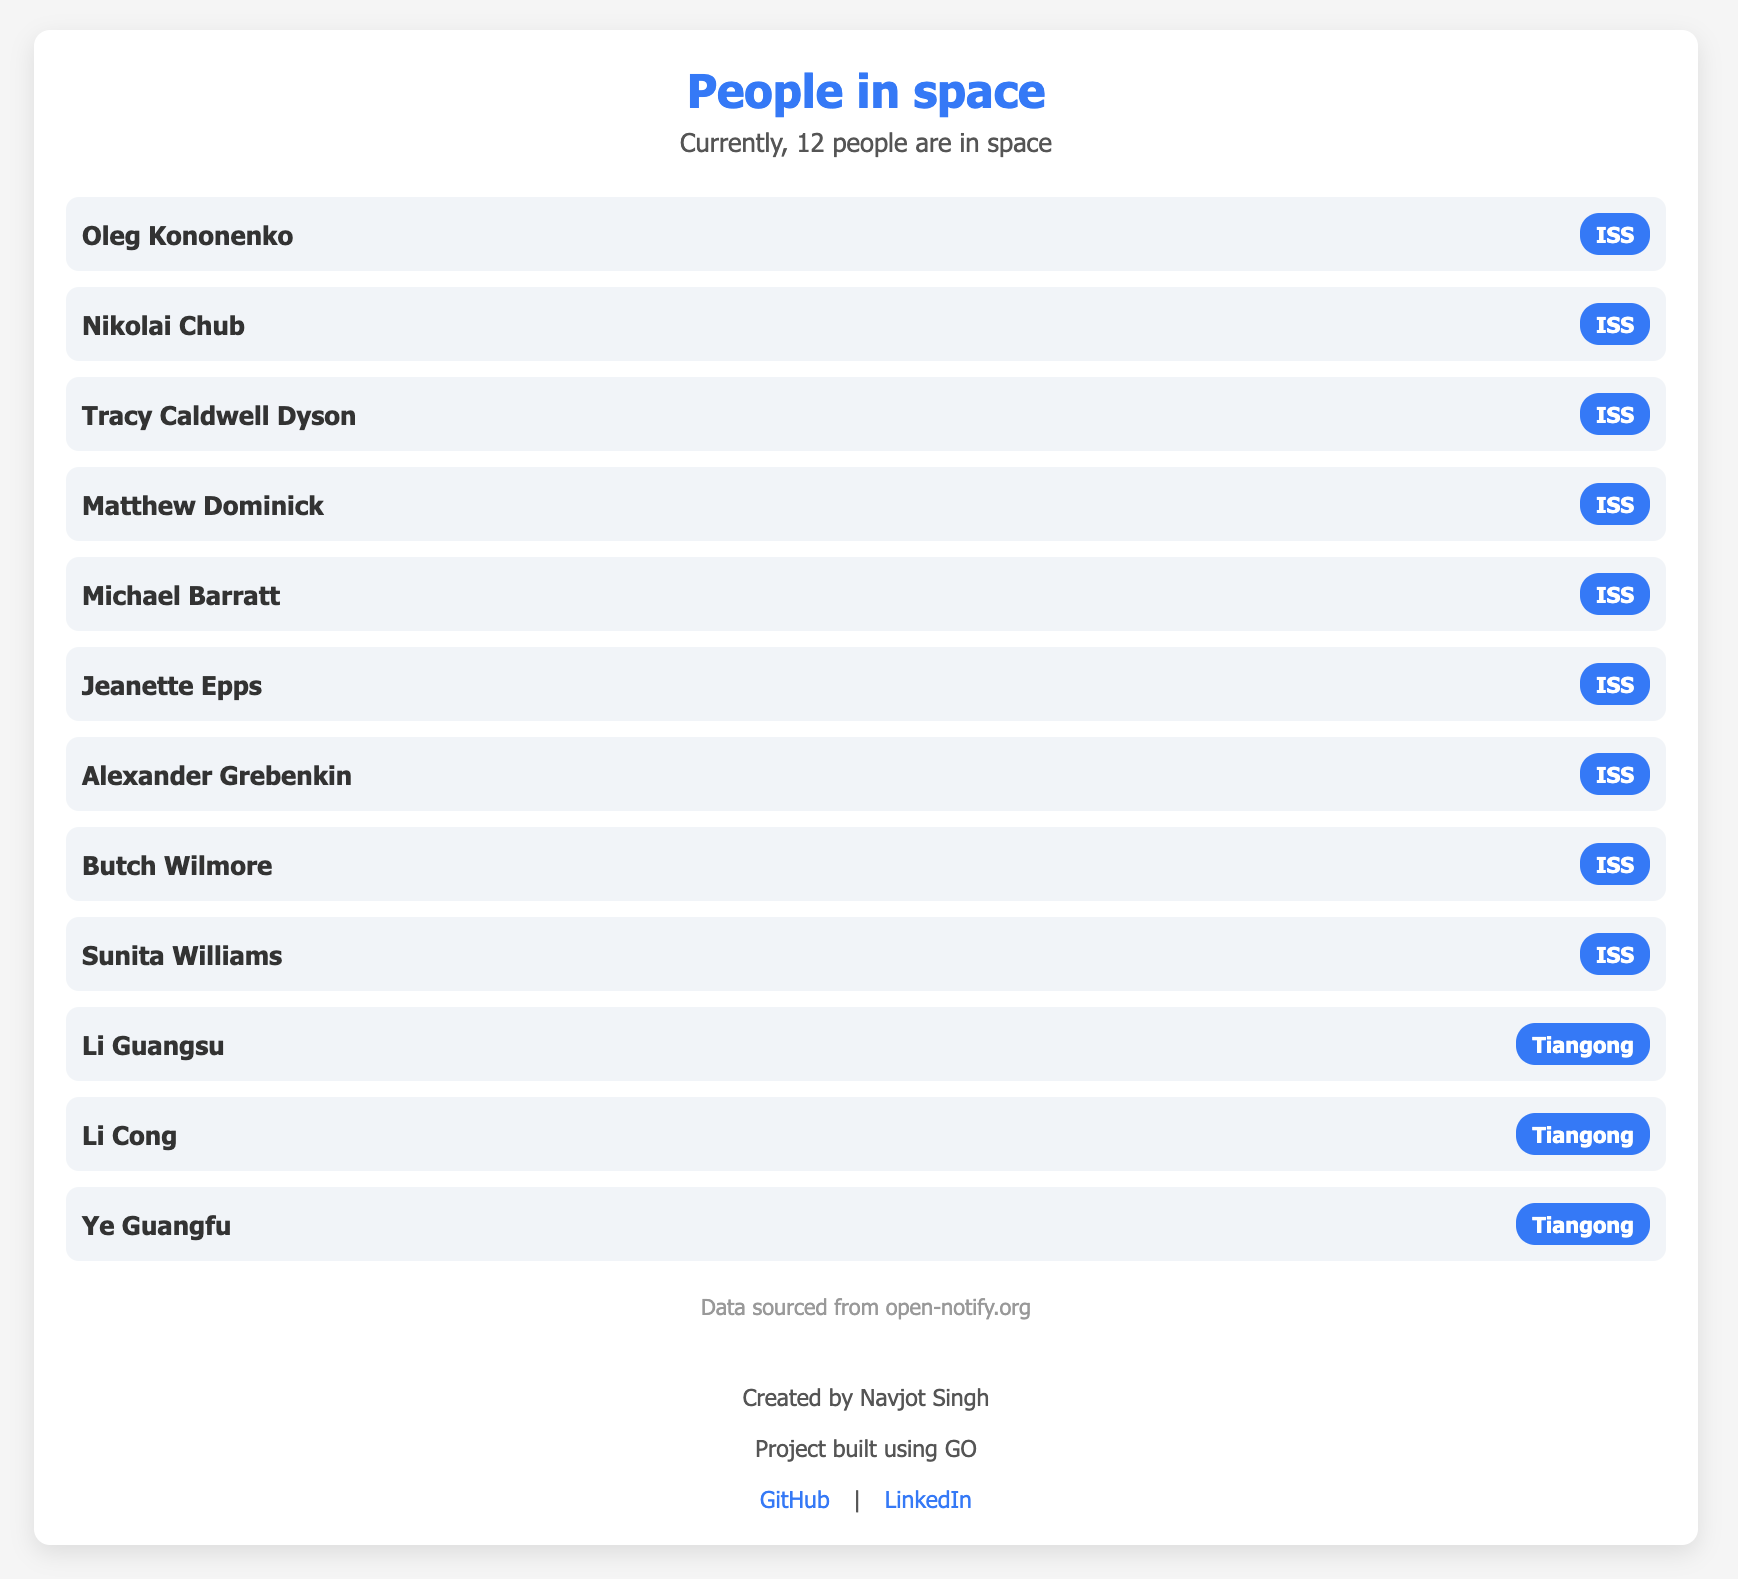 People in space
Currently, 12 people are in space
Oleg Kononenko ISS
Nikolai Chub ISS
Tracy Caldwell Dyson ISS
Matthew Dominick ISS
Michael Barratt ISS
Jeanette Epps ISS
Alexander Grebenkin ISS
Butch Wilmore ISS
Sunita Williams ISS
Li Guangsu Tiangong
Li Cong Tiangong
Ye Guangfu Tiangong
Data sourced from open-notify.org
Created by Navjot Singh
Project built using GO
GitHub | LinkedIn